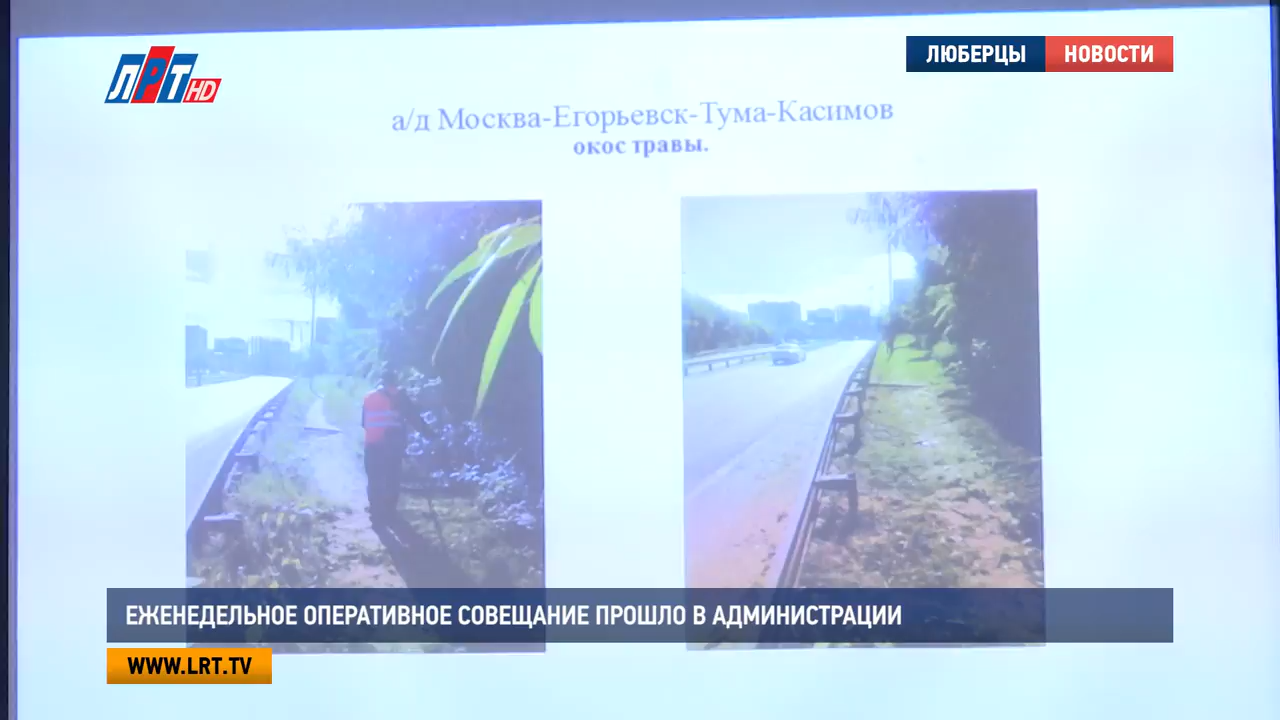 ЛРТ HD
ЛЮБЕРЦЫ НОВОСТИ
а/д Москва-Егорьевск-Тума-Касимов
окос травы.
ЕЖЕНЕДЕЛЬНОЕ ОПЕРАТИВНОЕ СОВЕЩАНИЕ ПРОШЛО В АДМИНИСТРАЦИИ
WWW.LRT.TV